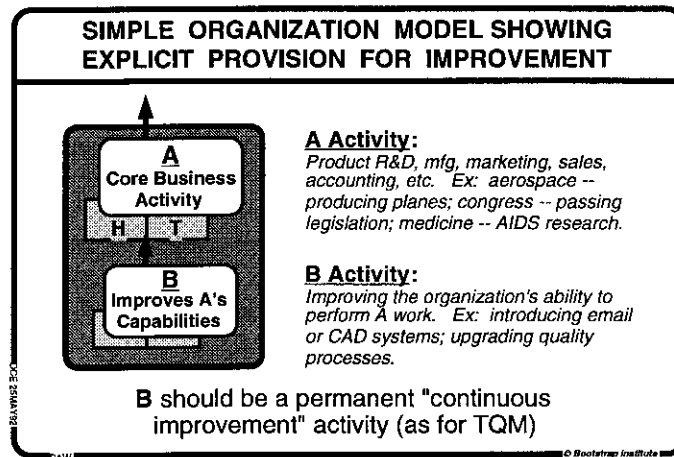 SIMPLE ORGANIZATION MODEL SHOWING
EXPLICIT PROVISION FOR IMPROVEMENT
A
Core Business
Activity
H T
B
Improves A's
Capabilities
A Activity:
Product R&D, mfg, marketing, sales,
accounting, etc. Ex: aerospace --
producing planes; congress -- passing
legislation; medicine -- AIDS research.
B Activity:
Improving the organization's ability to
perform A work. Ex: introducing email
or CAD systems; upgrading quality
processes.
B should be a permanent "continuous
improvement" activity (as for TQM)
DCE 25MAY92
© Bootstrap Institute